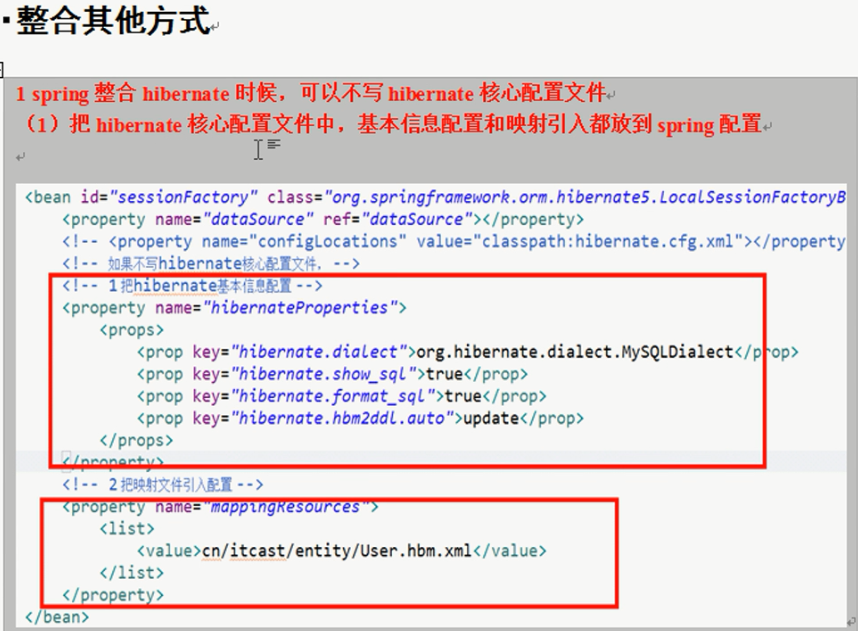 整合其他方式
1 spring 整合 hibernate 时候，可以不写 hibernate 核心配置文件
（1）把 hibernate 核心配置文件中，基本信息配置和映射引入都放到 spring 配置
<bean id="sessionFactory" class="org.springframework.orm.hibernate5.LocalSessionFactoryB
<property name="dataSource" ref="dataSource"></property>
<!-- <property name="configLocations" value="classpath:hibernate.cfg.xml"></property
<!-- 如果不写hibernate核心配置文件， -->
<!-- 1 把hibernate基本信息配置 -->
<property name="hibernateProperties">
<props>
<prop key="hibernate.dialect">org.hibernate.dialect.MySQLDialect</prop>
<prop key="hibernate.show_sql">true</prop>
<prop key="hibernate.format_sql">true</prop>
<prop key="hibernate.hbm2ddl.auto">update</prop>
</props>
</property>
<!-- 2 把映射文件引入配置 -->
<property name="mappingResources">
<list>
<value>cn/itcast/entity/User.hbm.xml</value>
</list>
</property>
</bean>